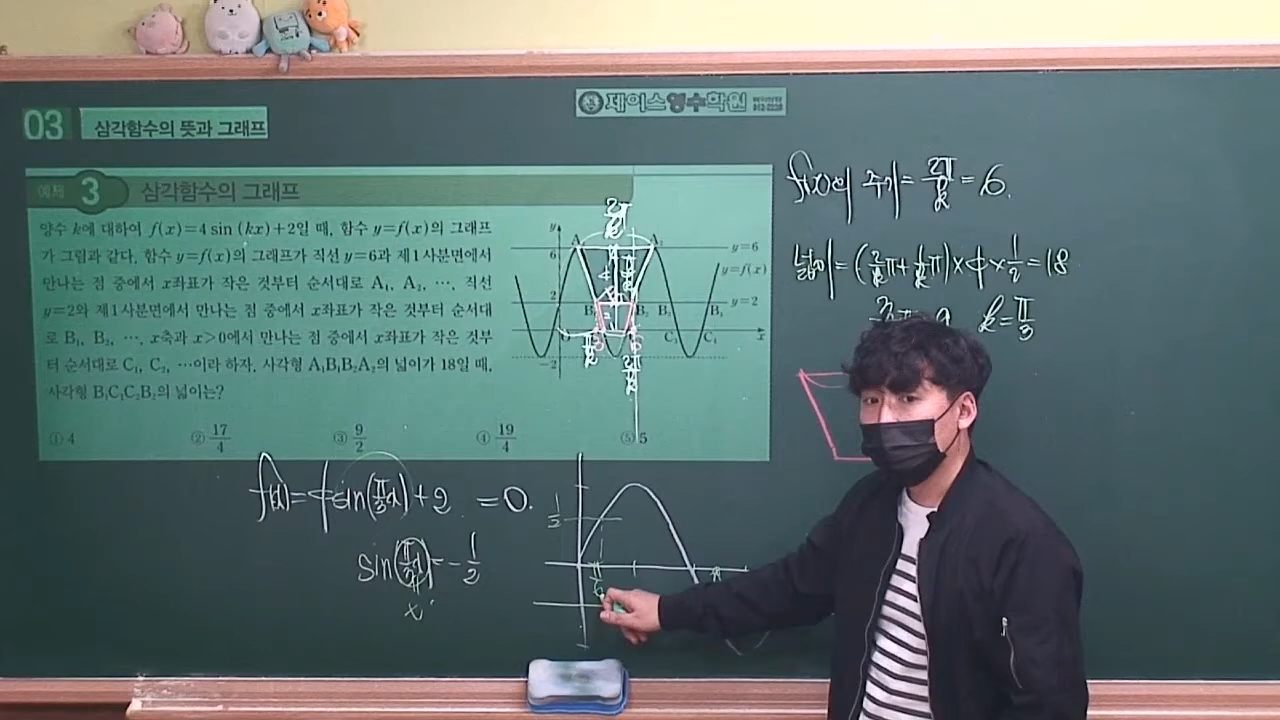 03 삼각함수의 뜻과 그래프
제이스영수학원
예제 3 삼각함수의 그래프
양수 k에 대하여 f(x)=4 sin (kx)+2일 때, 함수 y=f(x)의 그래프
가 그림과 같다. 함수 y=f(x)의 그래프가 직선 y=6과 제1사분면에서
만나는 점 중에서 x좌표가 작은 것부터 순서대로 A₁, A₂, ⋯, 직선
y=2와 제1사분면에서 만나는 점 중에서 x좌표가 작은 것부터 순서대
로 B₁, B₂, ⋯, x축과 x>0에서 만나는 점 중에서 x좌표가 작은 것부
터 순서대로 C₁, C₂, ⋯이라 하자. 사각형 A₁B₁B₂A₂의 넓이가 18일 때,
사각형 B₁C₁C₂B₂의 넓이는?
① 4 ② 17/4 ③ 9/2 ④ 19/4 ⑤ 5
2π/k
y
y=6
6
y=f(x)
2
y=2
x
−2
π/k
2π/k
f(x)의 주기=2π/k=6.
넓이=(2/kπ+1/kπ)×4×1/2=18
k=π/3
f(x)=4sin(π/3x)+2 =0.
sin(π/3x)=-1/2
x
1/2
π/6
π